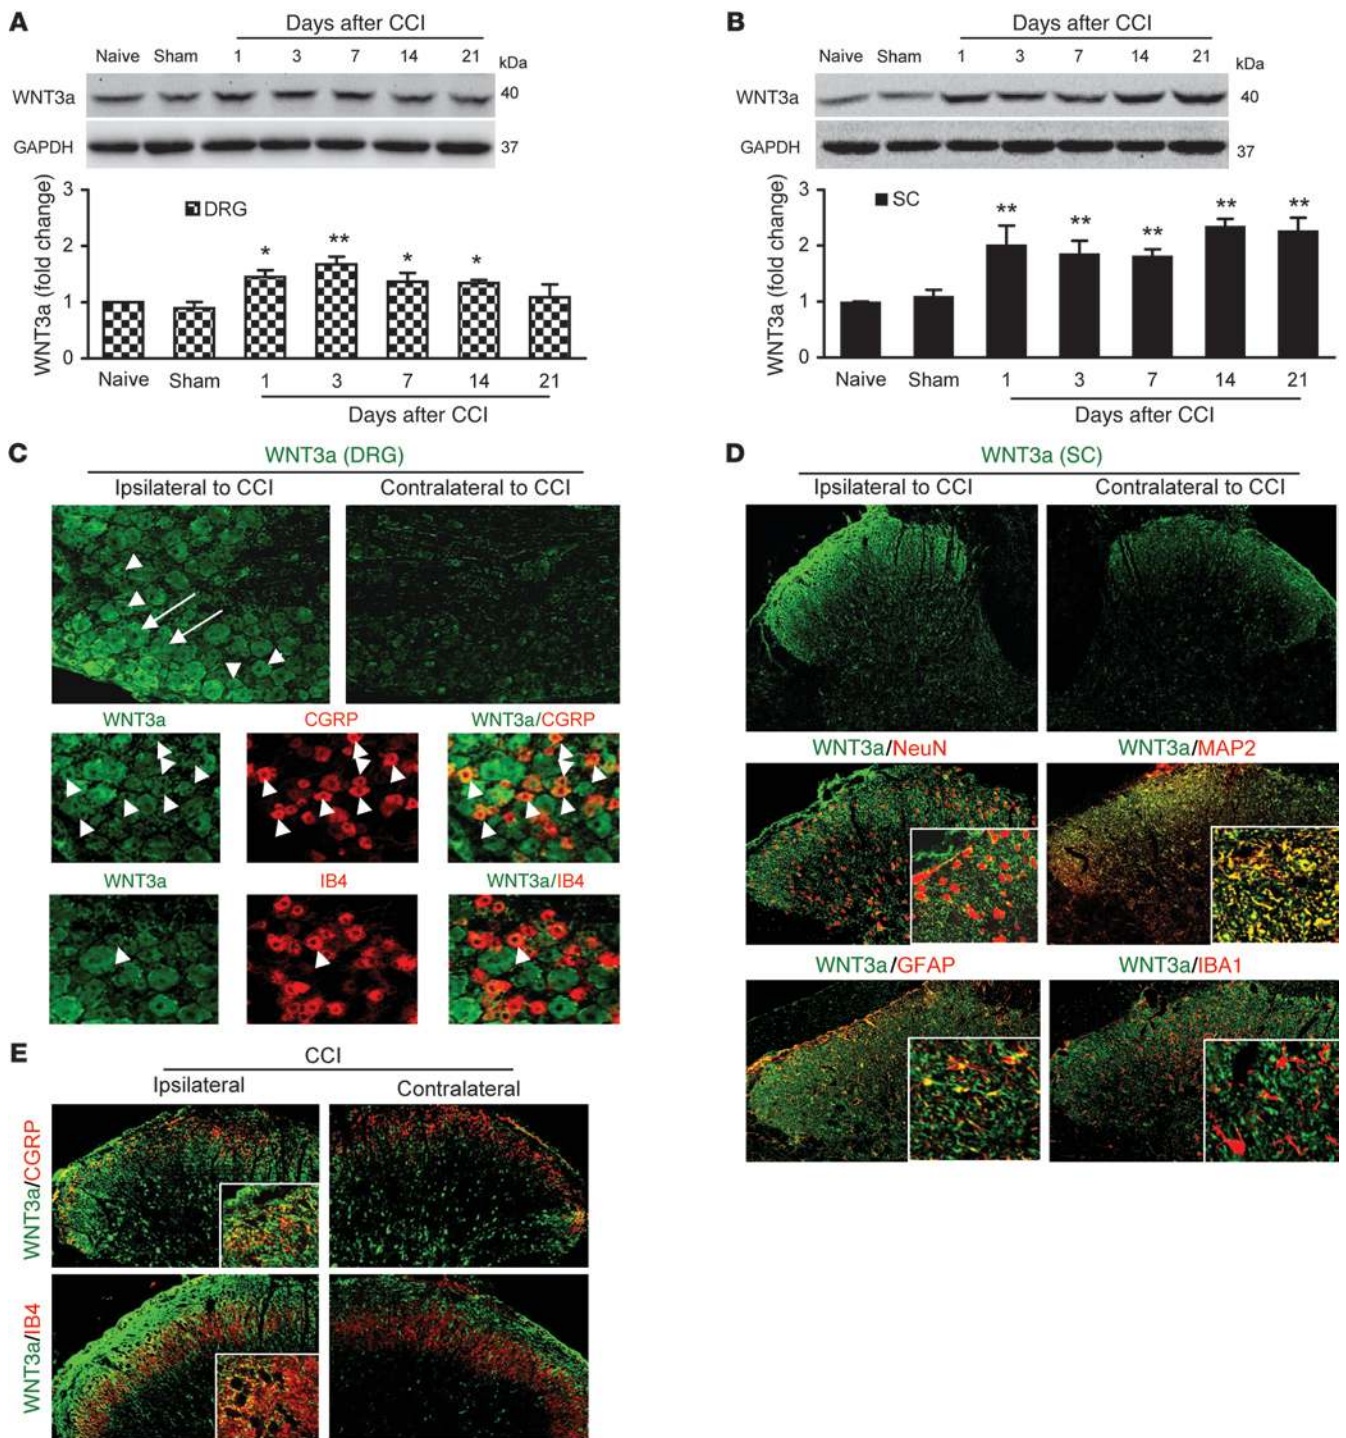 A
Days after CCI
Naive Sham 1 3 7 14 21 kDa
WNT3a 40
GAPDH 37
WNT3a (fold change)
3
2
1
0
DRG
* ** * *
Naive Sham 1 3 7 14 21
Days after CCI
B
Days after CCI
Naive Sham 1 3 7 14 21 kDa
WNT3a 40
GAPDH 37
WNT3a (fold change)
3
2
1
0
SC
** ** ** ** **
Naive Sham 1 3 7 14 21
Days after CCI
C
WNT3a (DRG)
Ipsilateral to CCI Contralateral to CCI
WNT3a CGRP WNT3a/CGRP
WNT3a IB4 WNT3a/IB4
D
WNT3a (SC)
Ipsilateral to CCI Contralateral to CCI
WNT3a/NeuN WNT3a/MAP2
WNT3a/GFAP WNT3a/IBA1
E
CCI
Ipsilateral Contralateral
WNT3a/CGRP
WNT3a/IB4